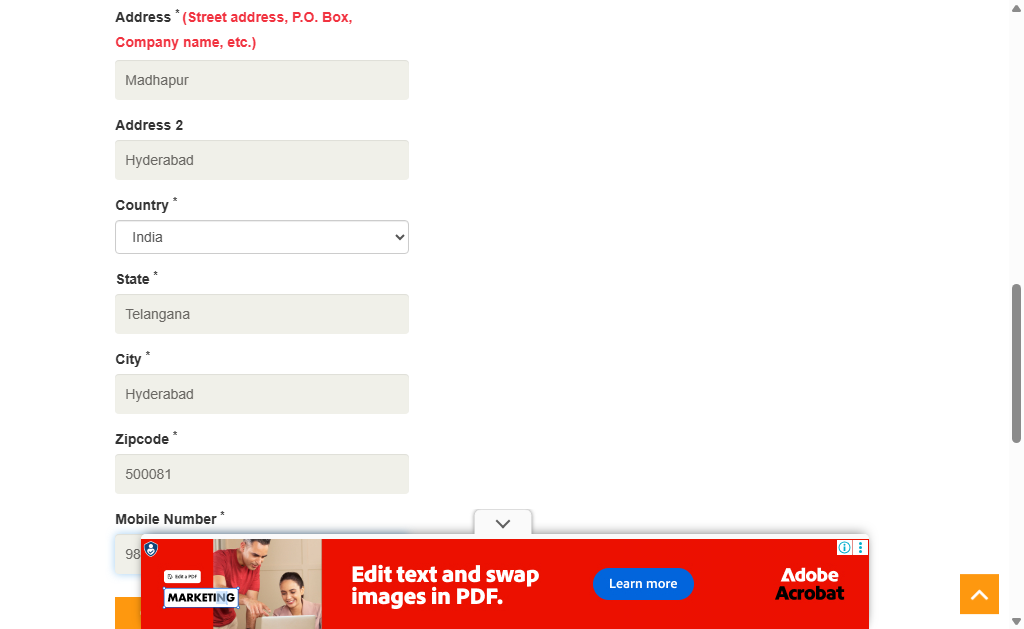 Address * (Street address, P.O. Box,
Company name, etc.)
Madhapur
Address 2
Hyderabad
Country *
India
State *
Telangana
City *
Hyderabad
Zipcode *
500081
Mobile Number *
98
Edit a PDF
MARKETING
Edit text and swap
images in PDF.
Learn more
Adobe
Acrobat